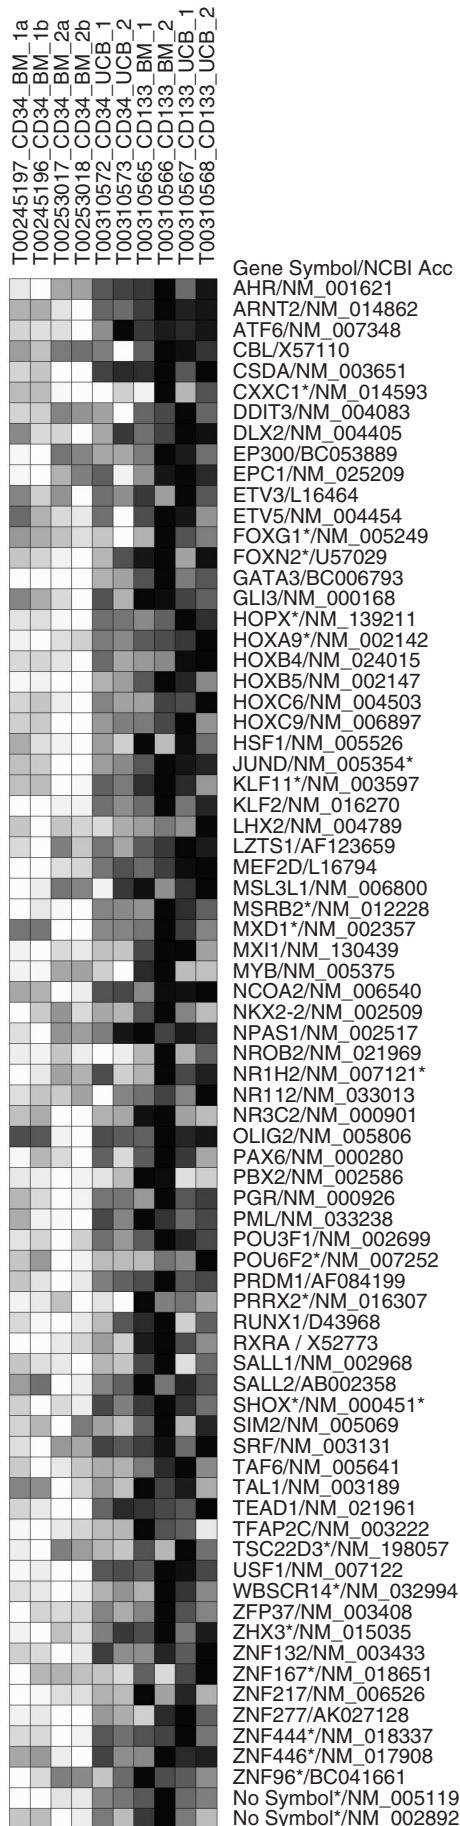 T00245197_CD34_BM_1a
T00245196_CD34_BM_1b
T00253017_CD34_BM_2a
T00253018_CD34_BM_2b
T00310572_CD34_UCB_1
T00310573_CD34_UCB_2
T00310565_CD133_BM_1
T00310566_CD133_BM_2
T00310567_CD133_UCB_1
T00310568_CD133_UCB_2
Gene Symbol/NCBI Acc
AHR/NM_001621
ARNT2/NM_014862
ATF6/NM_007348
CBL/X57110
CSDA/NM_003651
CXXC1*/NM_014593
DDIT3/NM_004083
DLX2/NM_004405
EP300/BC053889
EPC1/NM_025209
ETV3/L16464
ETV5/NM_004454
FOXG1*/NM_005249
FOXN2*/U57029
GATA3/BC006793
GLI3/NM_000168
HOPX*/NM_139211
HOXA9*/NM_002142
HOXB4/NM_024015
HOXB5/NM_002147
HOXC6/NM_004503
HOXC9/NM_006897
HSF1/NM_005526
JUND/NM_005354*
KLF11*/NM_003597
KLF2/NM_016270
LHX2/NM_004789
LZTS1/AF123659
MEF2D/L16794
MSL3L1/NM_006800
MSRB2*/NM_012228
MXD1*/NM_002357
MXI1/NM_130439
MYB/NM_005375
NCOA2/NM_006540
NKX2-2/NM_002509
NPAS1/NM_002517
NROB2/NM_021969
NR1H2/NM_007121*
NR112/NM_033013
NR3C2/NM_000901
OLIG2/NM_005806
PAX6/NM_000280
PBX2/NM_002586
PGR/NM_000926
PML/NM_033238
POU3F1/NM_002699
POU6F2*/NM_007252
PRDM1/AF084199
PRRX2*/NM_016307
RUNX1/D43968
RXRA / X52773
SALL1/NM_002968
SALL2/AB002358
SHOX*/NM_000451*
SIM2/NM_005069
SRF/NM_003131
TAF6/NM_005641
TAL1/NM_003189
TEAD1/NM_021961
TFAP2C/NM_003222
TSC22D3*/NM_198057
USF1/NM_007122
WBSCR14*/NM_032994
ZFP37/NM_003408
ZHX3*/NM_015035
ZNF132/NM_003433
ZNF167*/NM_018651
ZNF217/NM_006526
ZNF277/AK027128
ZNF444*/NM_018337
ZNF446*/NM_017908
ZNF96*/BC041661
No Symbol*/NM_005119
No Symbol*/NM_002892